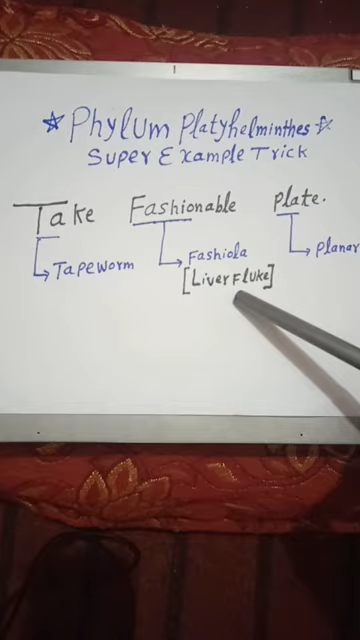 Phylum Platyhelminthes
Super Example Trick
Take Fashionable Plate.
Tapeworm Fashiola Planar
[Liver Fluke]